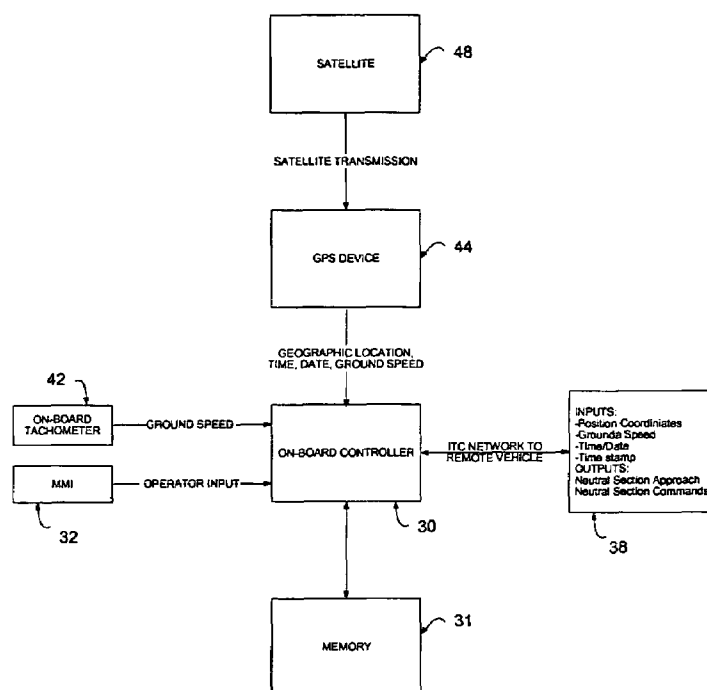 SATELLITE
48
SATELLITE TRANSMISSION
GPS DEVICE
44
GEOGRAPHIC LOCATION,
TIME, DATE, GROUND SPEED
42
ON-BOARD
TACHOMETER
GROUND SPEED
ON-BOARD CONTROLLER
ITC NETWORK TO
REMOTE VEHICLE
INPUTS:
-Position Coordiniates
-Grounda Speed
-Time/Date
-Time stamp
OUTPUTS:
Neutral Section Approach
Neutral Section Commands
MMI
OPERATOR INPUT
32
30
38
MEMORY
31